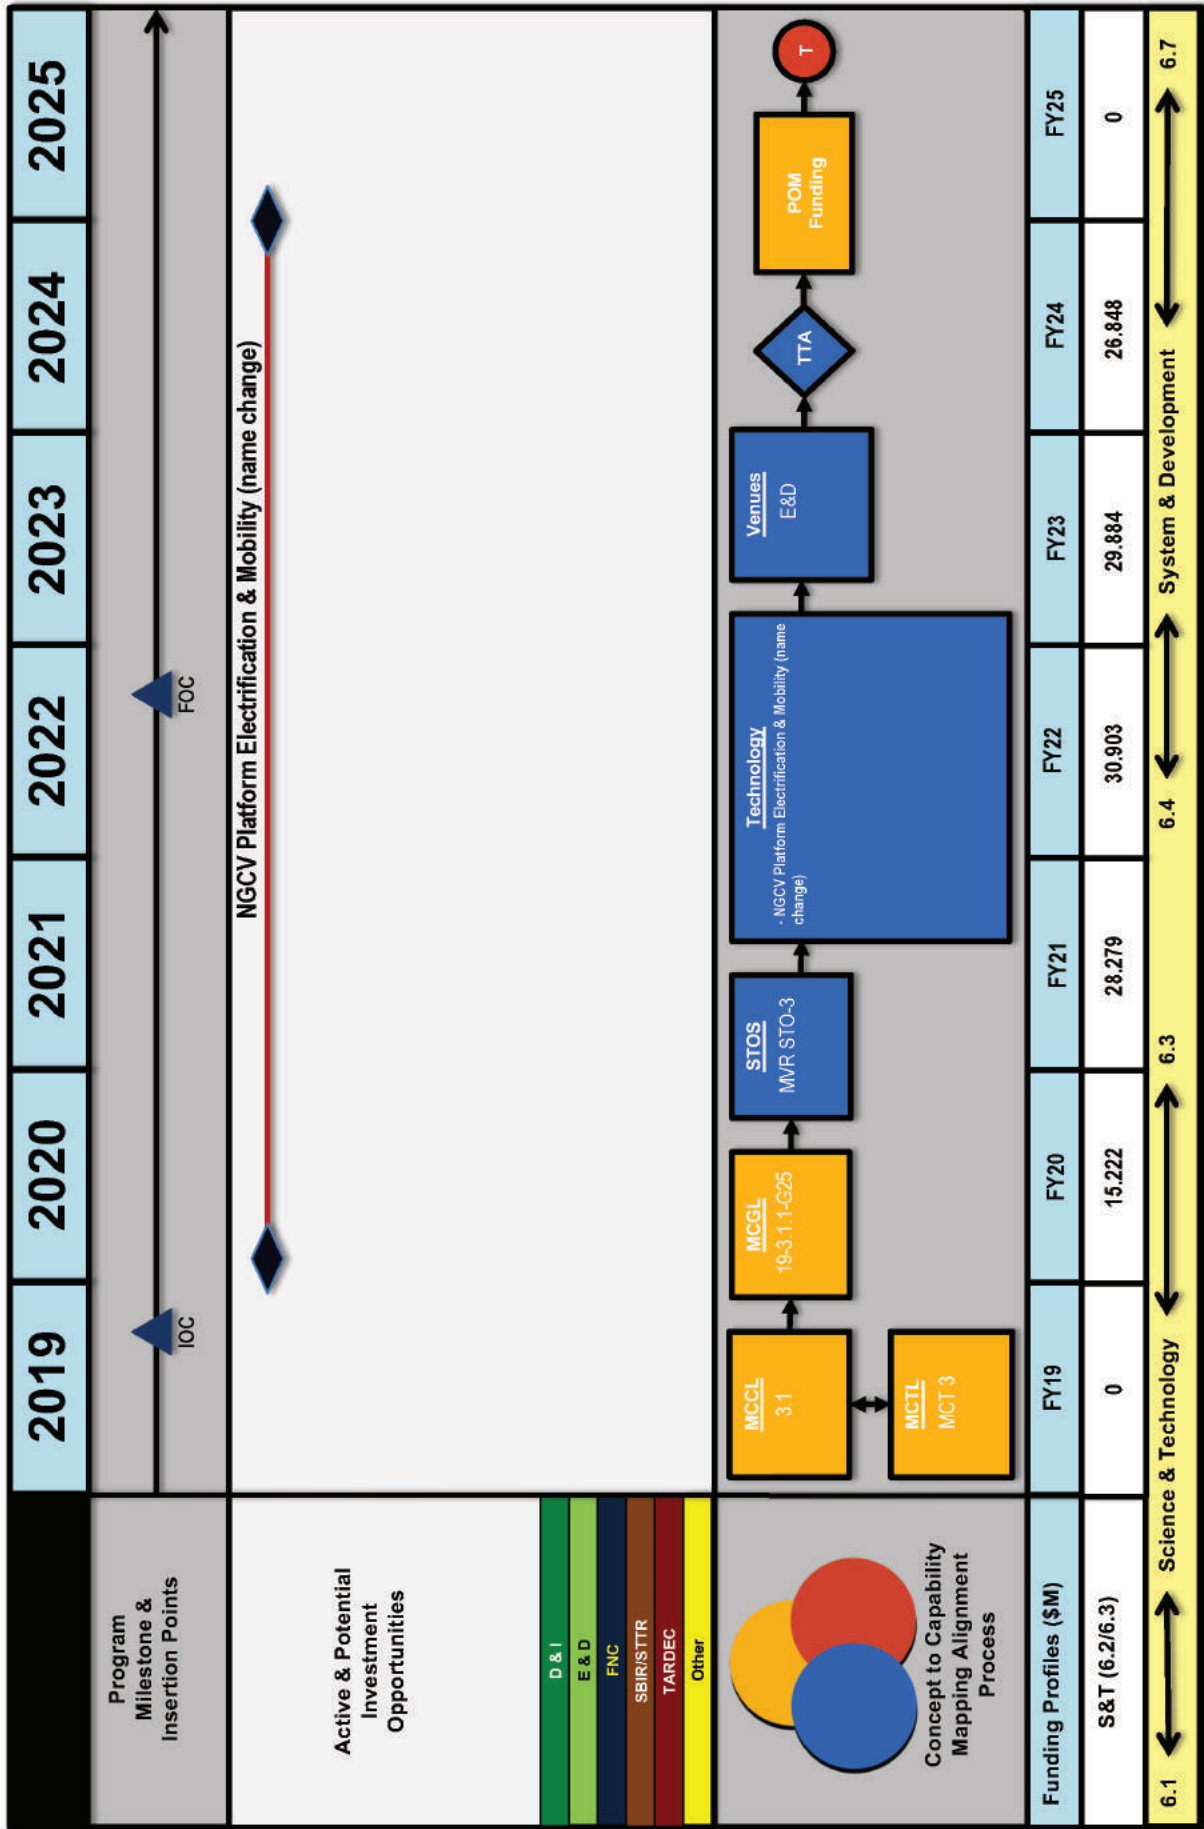 2019
2020
2021
2022
2023
2024
2025
Program
Milestone &
Insertion Points
IOC
FOC
Active & Potential
Investment
Opportunities
NGCV Platform Electrification & Mobility (name change)
D & I
E & D
FNC
SBIR/STTR
TARDEC
Other
Concept to Capability
Mapping Alignment
Process
MCCL
3.1
MCTL
MCT 3
MCGL
19-3.1.1-G25
STOS
MVR STO-3
Technology
- NGCV Platform Electrification & Mobility (name
change)
Venues
E&D
TTA
POM
Funding
T
Funding Profiles ($M)
FY19
FY20
FY21
FY22
FY23
FY24
FY25
S&T (6.2/6.3)
0
15.222
28.279
30.903
29.884
26.848
0
6.1
Science & Technology
6.3
6.4
System & Development
6.7